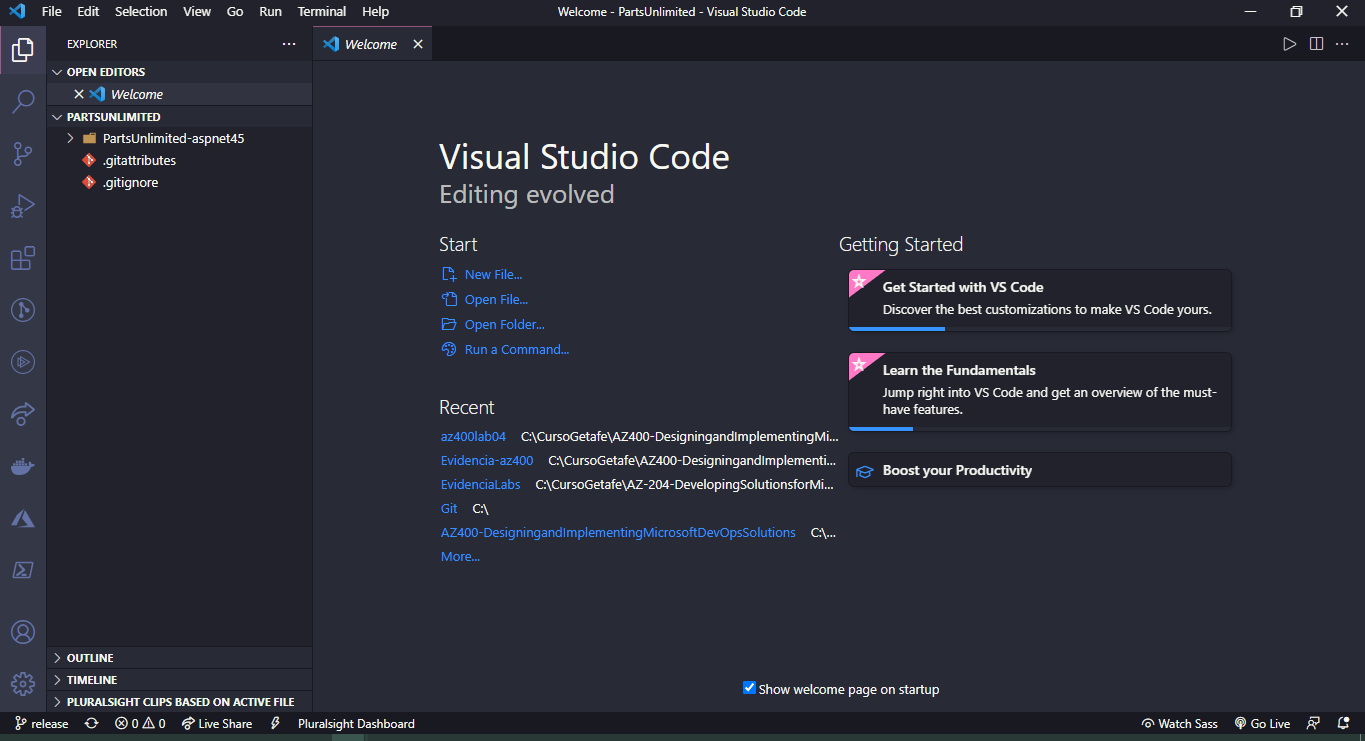 File Edit Selection View Go Run Terminal Help
Welcome - PartsUnlimited - Visual Studio Code
EXPLORER
Welcome
OPEN EDITORS
Welcome
PARTSUNLIMITED
PartsUnlimited-aspnet45
.gitattributes
.gitignore
Visual Studio Code
Editing evolved
Start
New File...
Open File...
Open Folder...
Run a Command...
Recent
az400lab04 C:\CursoGetafe\AZ400-DesigningandImplementingMi...
Evidencia-az400 C:\CursoGetafe\AZ400-DesigningandImplementi...
EvidenciaLabs C:\CursoGetafe\AZ-204-DevelopingSolutionsforMi...
Git C:\
AZ400-DesigningandImplementingMicrosoftDevOpsSolutions C:\...
More...
Getting Started
Get Started with VS Code
Discover the best customizations to make VS Code yours.
Learn the Fundamentals
Jump right into VS Code and get an overview of the must-
have features.
Boost your Productivity
Show welcome page on startup
OUTLINE
TIMELINE
PLURALSIGHT CLIPS BASED ON ACTIVE FILE
release 0 0 Live Share Pluralsight Dashboard Watch Sass Go Live